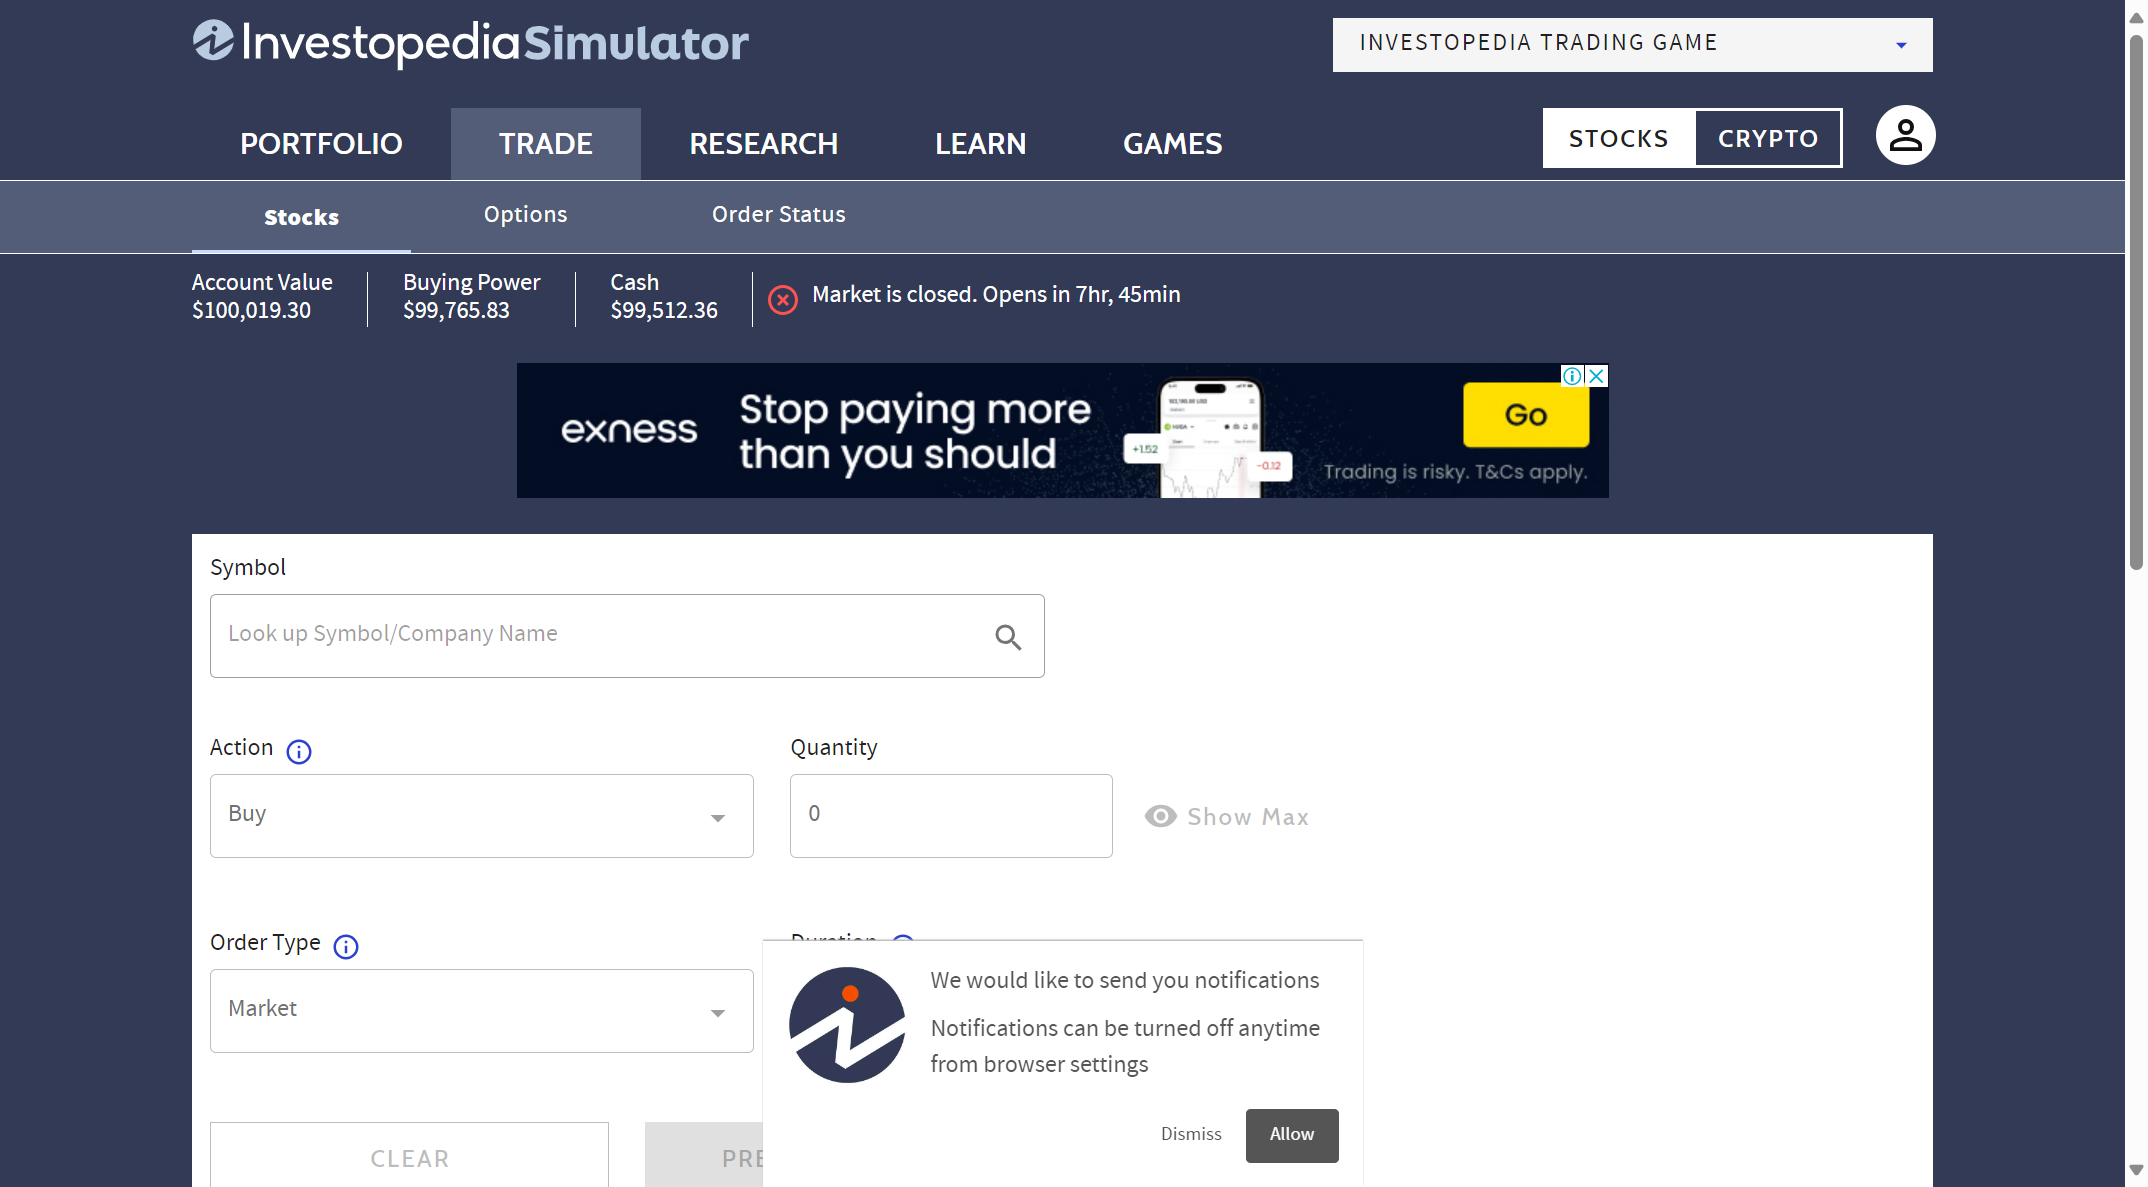 InvestopediaSimulator
INVESTOPEDIA TRADING GAME
PORTFOLIO
TRADE
RESEARCH
LEARN
GAMES
STOCKS
CRYPTO
Stocks
Options
Order Status
Account Value
$100,019.30
Buying Power
$99,765.83
Cash
$99,512.36
Market is closed. Opens in 7hr, 45min
exness
Stop paying more
than you should
+1.52
-0.12
Go
Trading is risky. T&Cs apply.
Symbol
Look up Symbol/Company Name
Action
Buy
Quantity
0
Show Max
Order Type
Market
Duration
We would like to send you notifications
Notifications can be turned off anytime
from browser settings
Dismiss
Allow
CLEAR
PRE